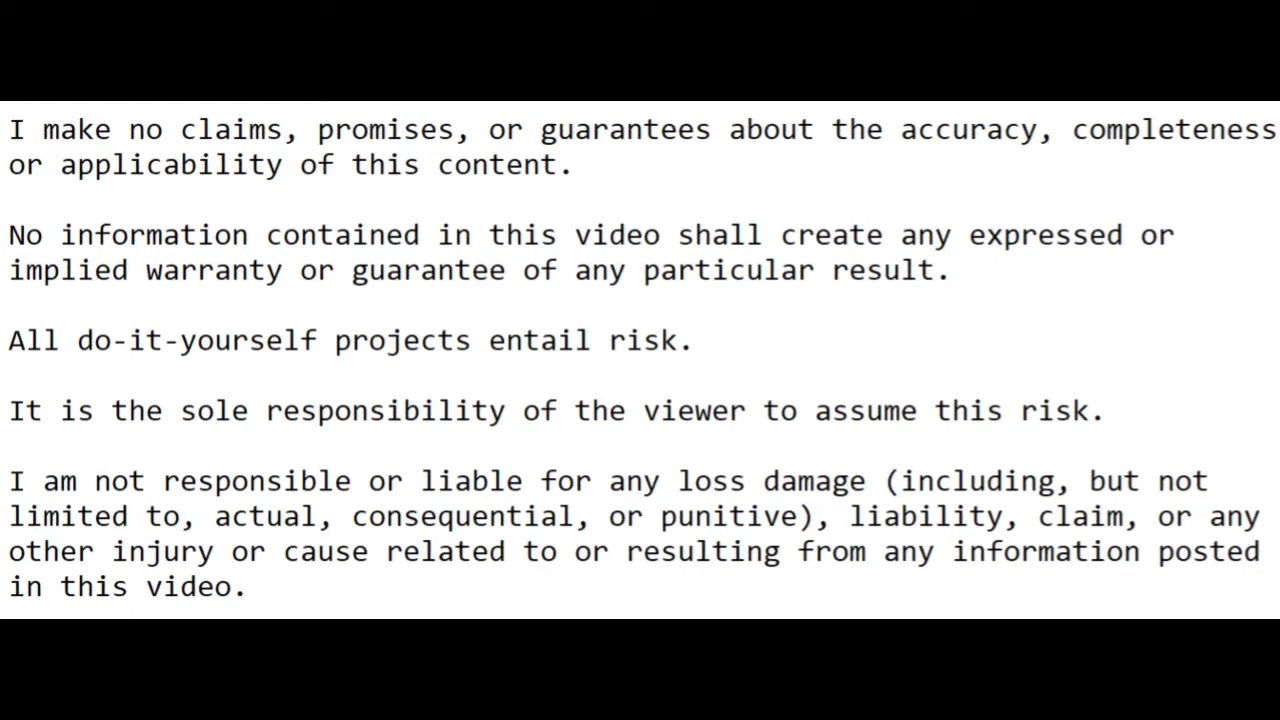 I make no claims, promises, or guarantees about the accuracy, completeness
or applicability of this content.
No information contained in this video shall create any expressed or
implied warranty or guarantee of any particular result.
All do-it-yourself projects entail risk.
It is the sole responsibility of the viewer to assume this risk.
I am not responsible or liable for any loss damage (including, but not
limited to, actual, consequential, or punitive), liability, claim, or any
other injury or cause related to or resulting from any information posted
in this video.